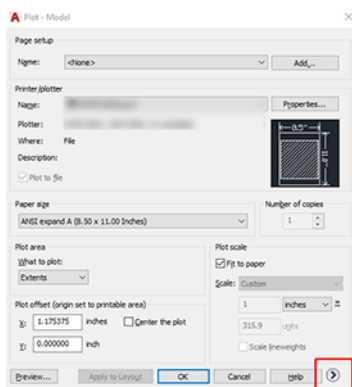 Plot - Model
Page setup
Name: <None> Add...
Printer/plotter
Name: Properties...
Plotter:
Where: File
Description:
Plot to file
8.5"
11.0"
Paper size
ANSI expand A (8.50 x 11.00 Inches)
Number of copies
1
Plot area
What to plot:
Extents
Plot scale
Fit to paper
Scale: Custom
1 inches =
315.9 units
Scale lineweights
Plot offset (origin set to printable area)
X: 1.175375 inches Center the plot
Y: 0.000000 inch
Preview... Apply to Layout OK Cancel Help